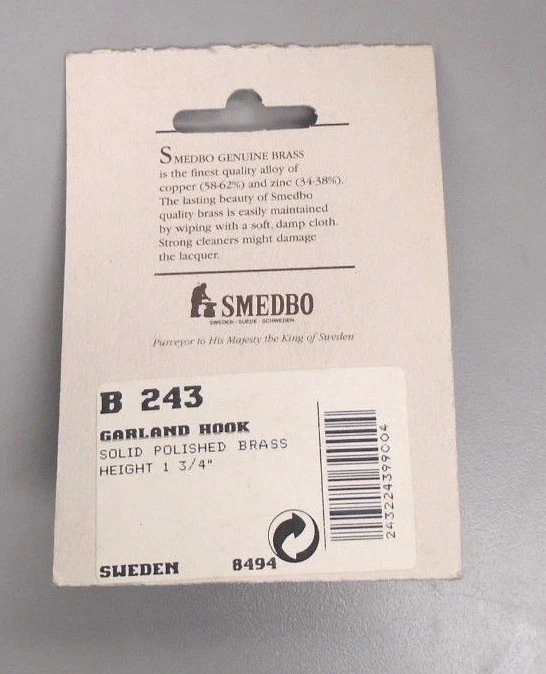 SMEDBO GENUINE BRASS
is the finest quality alloy of
copper (58-62%) and zinc (34-38%).
The lasting beauty of Smedbo
quality brass is easily maintained
by wiping with a soft, damp cloth.
Strong cleaners might damage
the lacquer.
SMEDBO
SWEDEN - SUEDE - SCHWEDEN
Purveyor to His Majesty the King of Sweden
B 243
GARLAND HOOK
SOLID POLISHED BRASS
HEIGHT 1 3/4"
SWEDEN 8494
243224399004